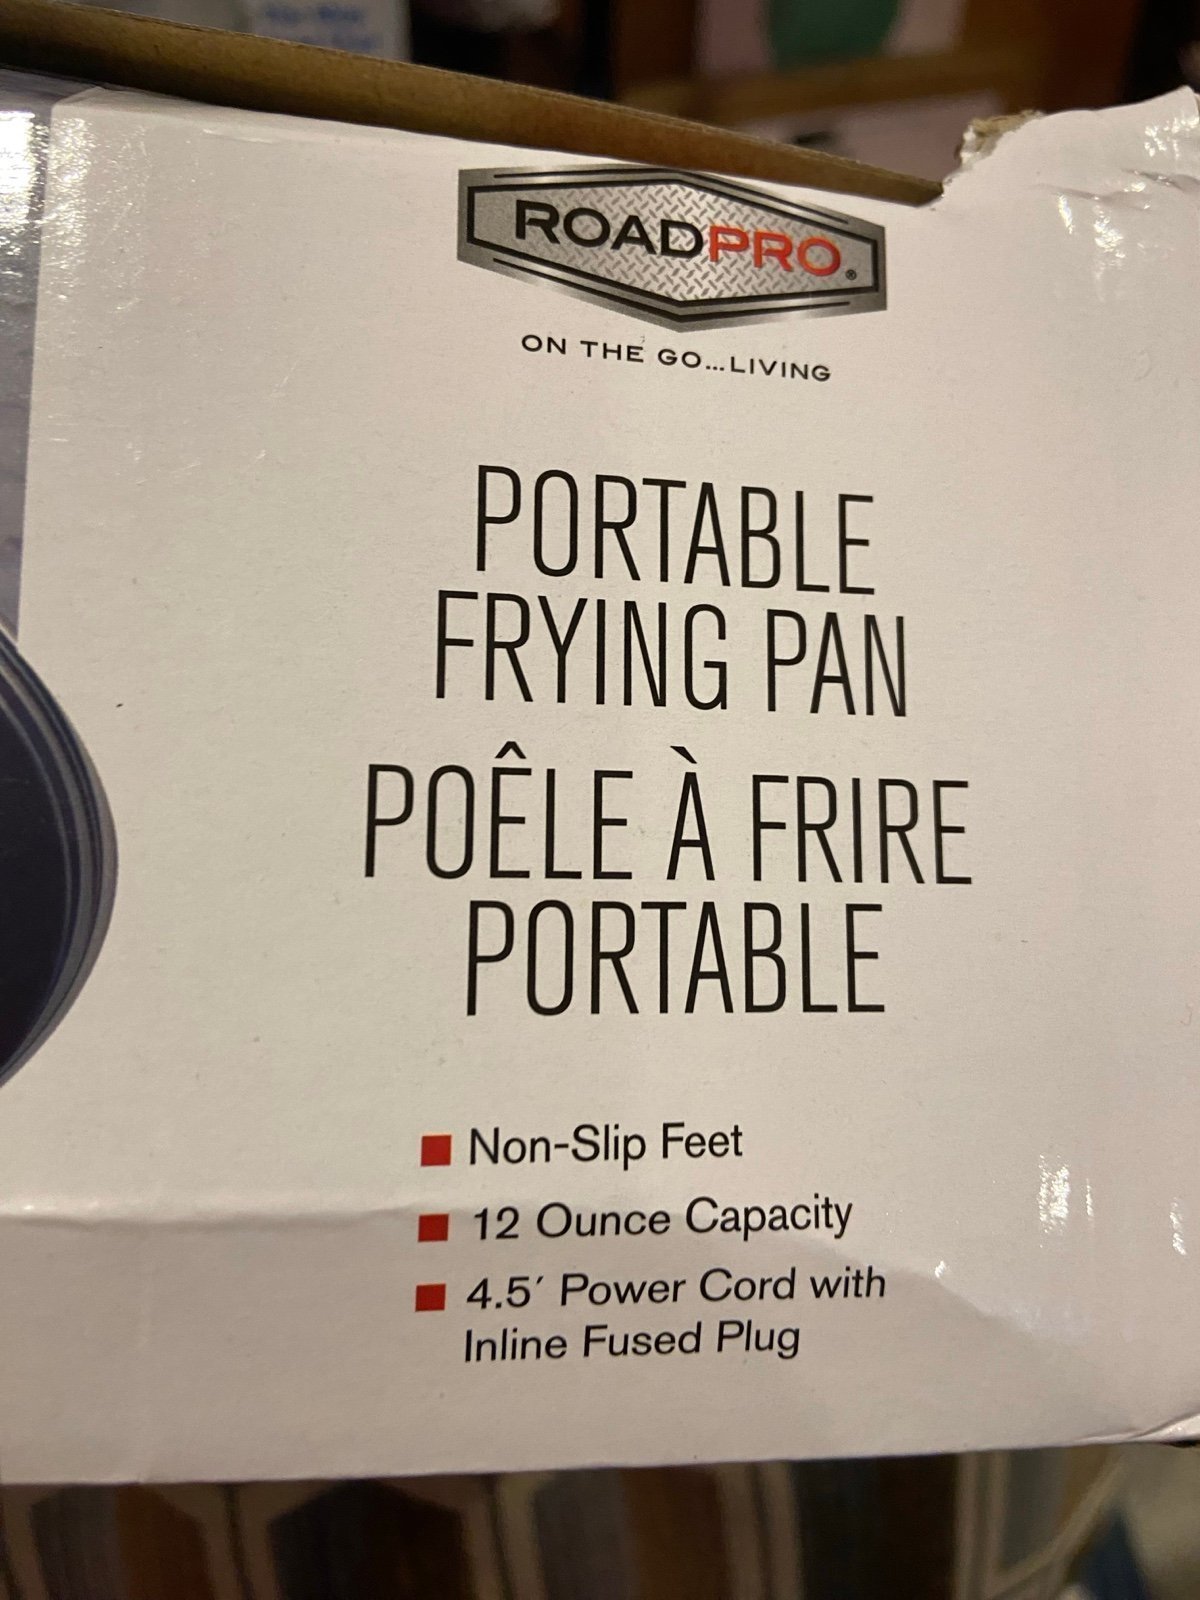 ROADPRO®
ON THE GO...LIVING
PORTABLE
FRYING PAN
POÊLE À FRIRE
PORTABLE
Non-Slip Feet
12 Ounce Capacity
4.5′ Power Cord with
Inline Fused Plug